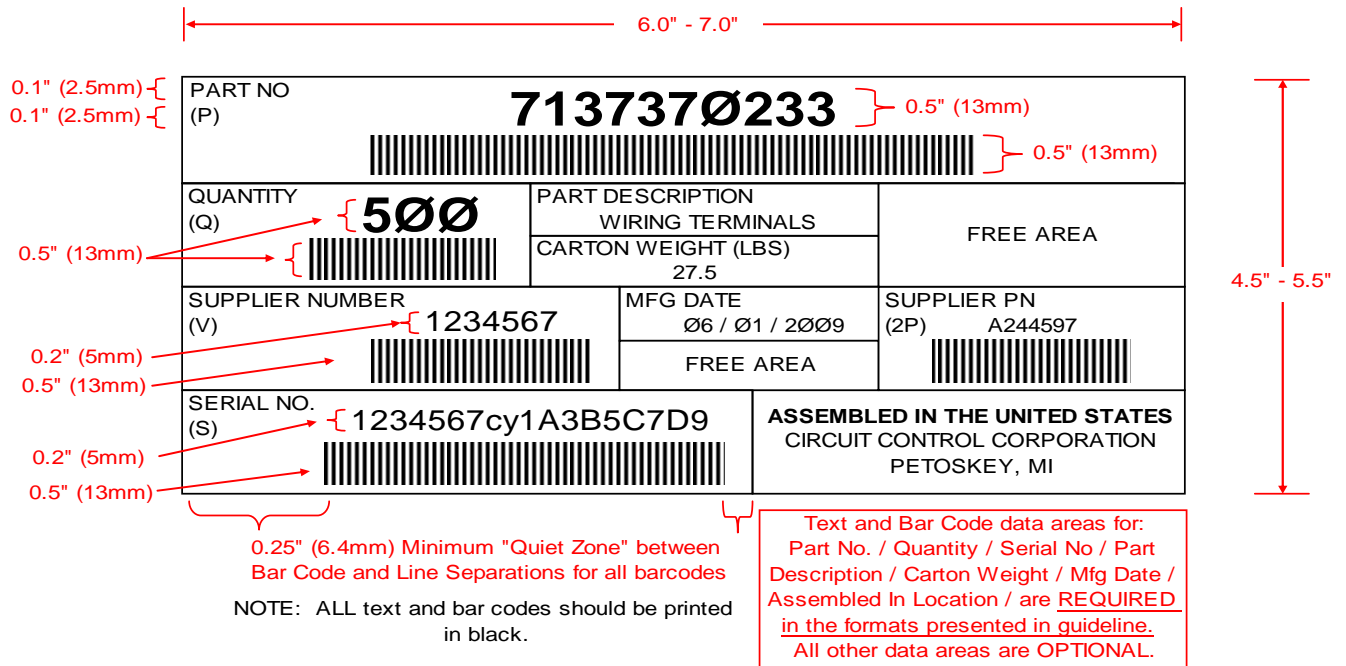 6.0" - 7.0"
0.1" (2.5mm)
PART NO
0.1" (2.5mm)
(P)
713737Ø233
0.5" (13mm)
0.5" (13mm)
QUANTITY
(Q)
5ØØ
0.5" (13mm)
PART DESCRIPTION
WIRING TERMINALS
CARTON WEIGHT (LBS)
27.5
FREE AREA
4.5" - 5.5"
SUPPLIER NUMBER
(V)
1234567
0.2" (5mm)
0.5" (13mm)
MFG DATE
Ø6 / Ø1 / 2ØØ9
FREE AREA
SUPPLIER PN
(2P) A244597
SERIAL NO.
(S)
1234567cy1A3B5C7D9
0.2" (5mm)
0.5" (13mm)
ASSEMBLED IN THE UNITED STATES
CIRCUIT CONTROL CORPORATION
PETOSKEY, MI
0.25" (6.4mm) Minimum "Quiet Zone" between
Bar Code and Line Separations for all barcodes
NOTE: ALL text and bar codes should be printed
in black.
Text and Bar Code data areas for:
Part No. / Quantity / Serial No / Part
Description / Carton Weight / Mfg Date /
Assembled In Location / are REQUIRED
in the formats presented in guideline.
All other data areas are OPTIONAL.